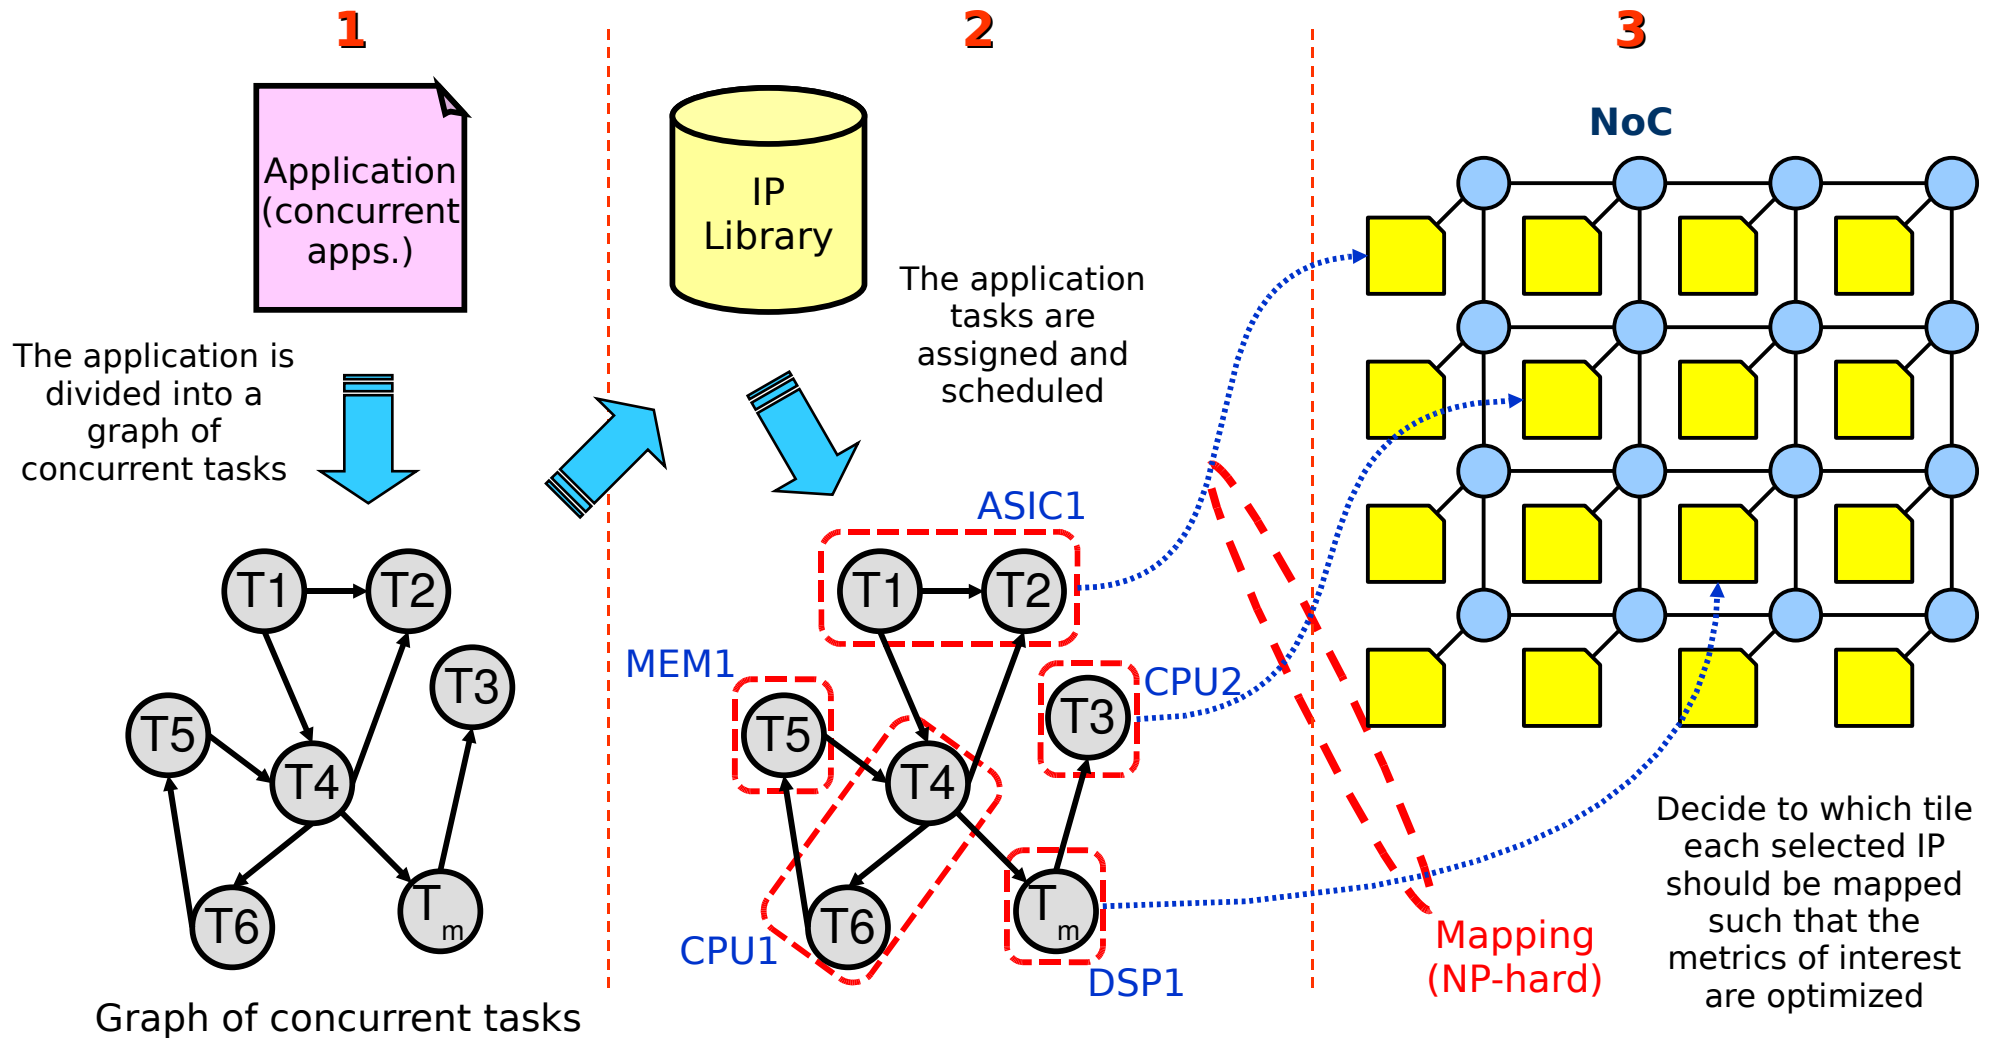 1
Application
(concurrent
apps.)
The application is
divided into a
graph of
concurrent tasks
T1
T2
T3
T5
T4
T6
Tm
Graph of concurrent tasks
2
IP
Library
The application
tasks are
assigned and
scheduled
ASIC1
T1
T2
MEM1
CPU2
T3
T5
T4
T6
Tm
CPU1
DSP1
3
NoC
Mapping
(NP-hard)
Decide to which tile
each selected IP
should be mapped
such that the
metrics of interest
are optimized